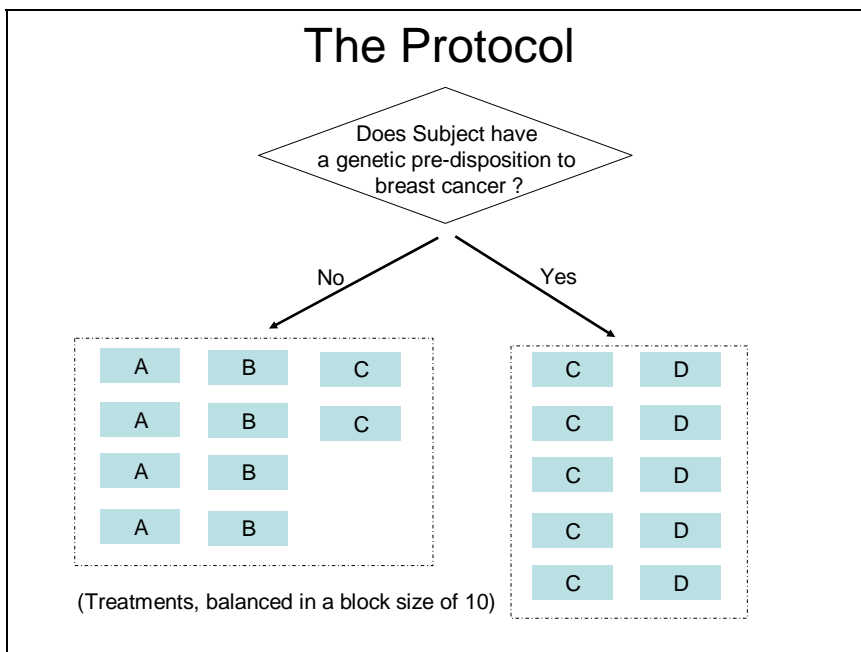 The Protocol
Does Subject have
a genetic pre-disposition to
breast cancer ?
No
Yes
A B C
A B C
A B
A B
C D
C D
C D
C D
C D
(Treatments, balanced in a block size of 10)